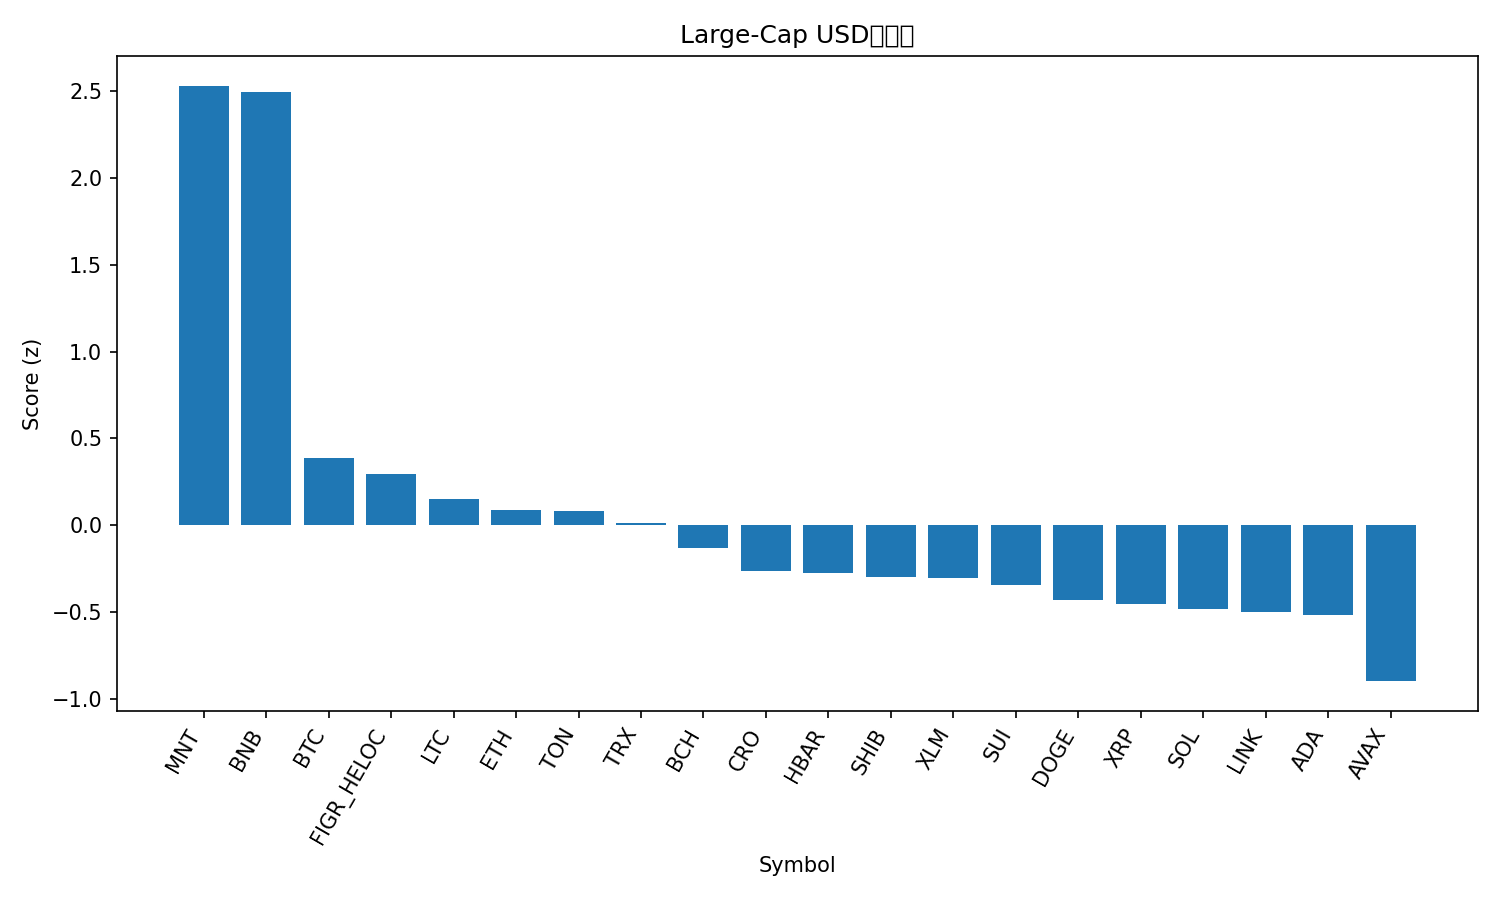 Large-Cap USD
Score (z)
2.5
2.0
1.5
1.0
0.5
0.0
−0.5
−1.0
MNT
BNB
BTC
FIGR_HELOC
LTC
ETH
TON
TRX
BCH
CRO
HBAR
SHIB
XLM
SUI
DOGE
XRP
SOL
LINK
ADA
AVAX
Symbol